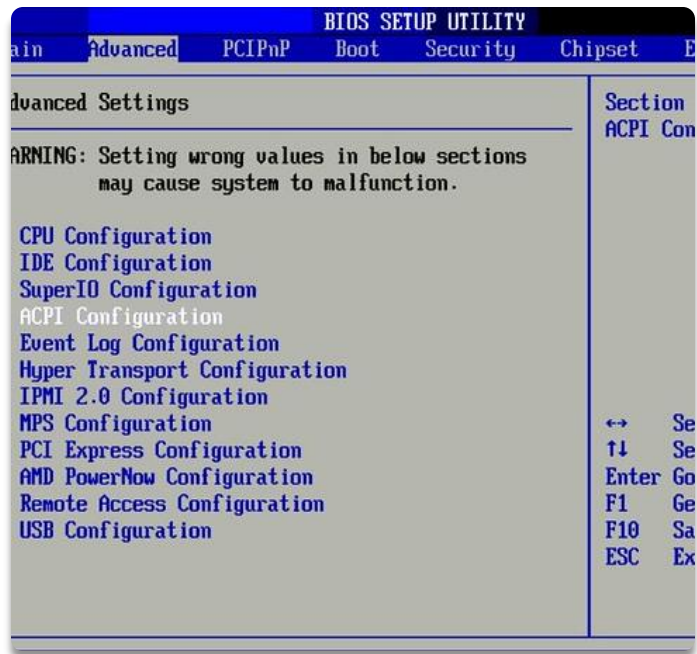 BIOS SETUP UTILITY
ain Advanced PCIPnP Boot Security Chipset E
dvanced Settings
ARNING: Setting wrong values in below sections
may cause system to malfunction.
CPU Configuration
IDE Configuration
SuperIO Configuration
ACPI Configuration
Event Log Configuration
Hyper Transport Configuration
IPMI 2.0 Configuration
MPS Configuration
PCI Express Configuration
AMD PowerNow Configuration
Remote Access Configuration
USB Configuration
Section
ACPI Con
↔ Se
↑↓ Se
Enter Go
F1 Ge
F10 Sa
ESC Ex